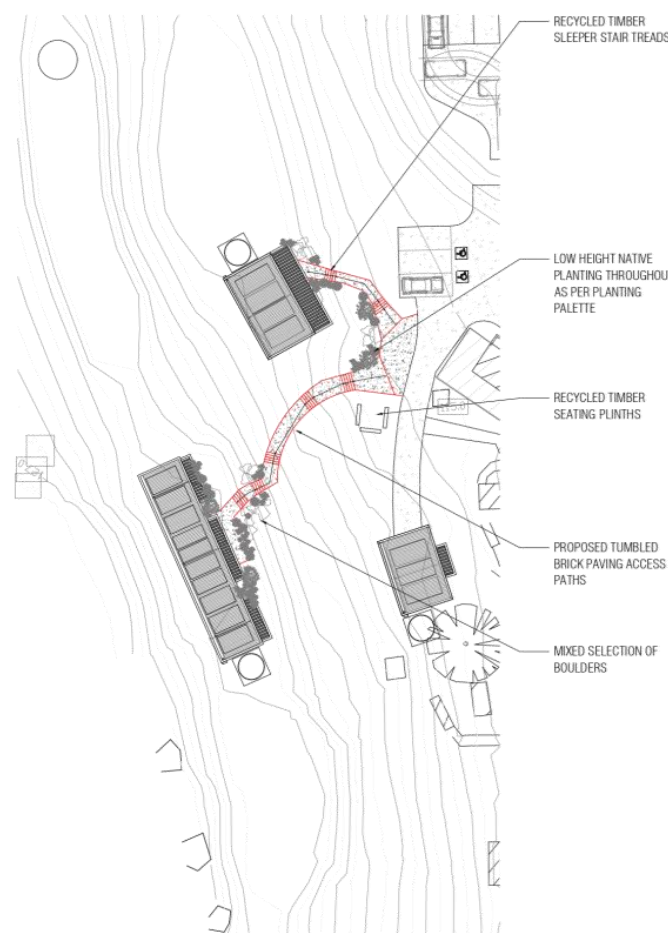 RECYCLED TIMBER
SLEEPER STAIR TREADS
LOW HEIGHT NATIVE
PLANTING THROUGHOU
AS PER PLANTING
PALETTE
RECYCLED TIMBER
SEATING PLINTHS
PROPOSED TUMBLED
BRICK PAVING ACCESS
PATHS
MIXED SELECTION OF
BOULDERS